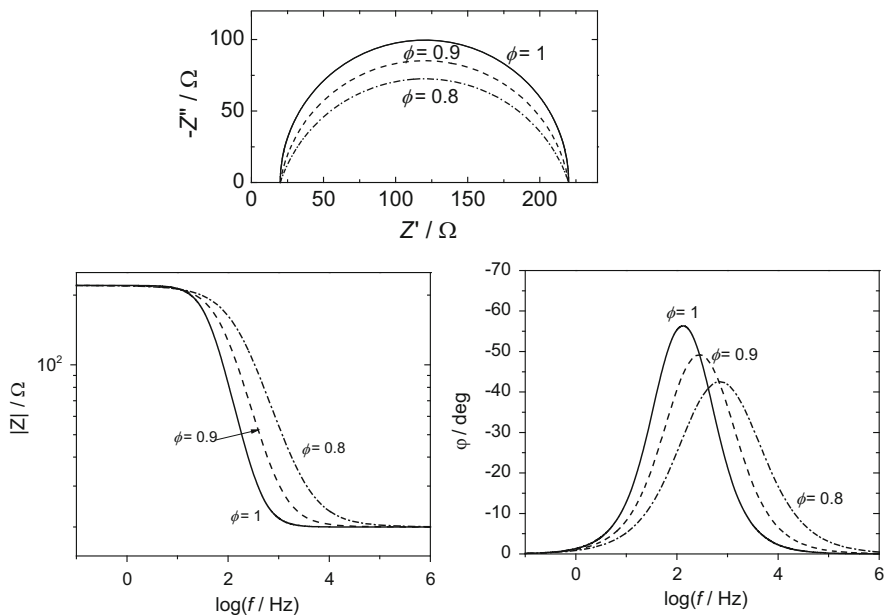 100
50
0
-Z" / Ω
ϕ= 0.9
ϕ= 1
ϕ= 0.8
0 50 100 150 200
Z' / Ω
10²
|Z| / Ω
ϕ= 0.9
ϕ= 0.8
ϕ= 1
0 2 4 6
log(f / Hz)
-70
-60
-50
-40
-30
-20
-10
0
φ / deg
ϕ= 1
ϕ= 0.9
ϕ= 0.8
0 2 4 6
log(f / Hz)